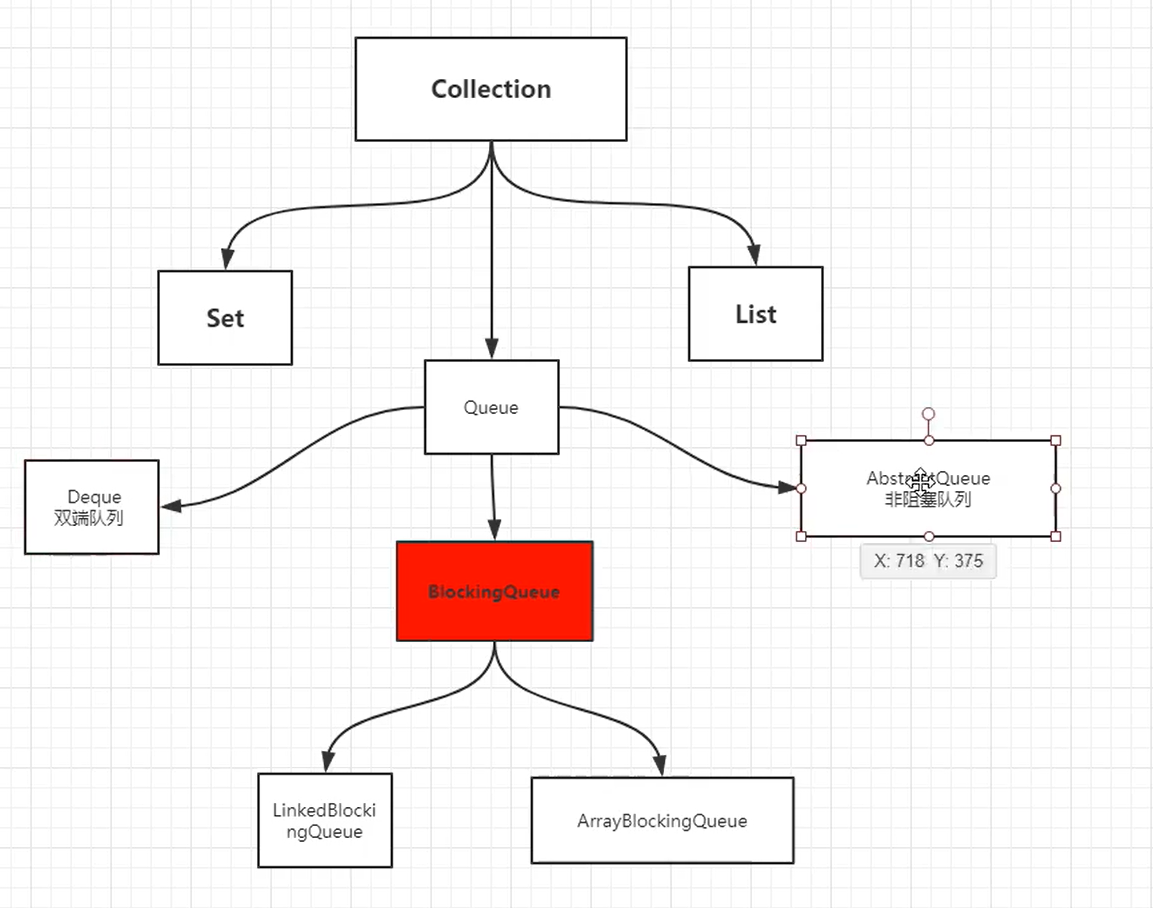 Collection
Set
List
Queue
Deque
双端队列
AbstractQueue
非阻塞队列
X: 718 Y: 375
BlockingQueue
LinkedBlocki
ngQueue
ArrayBlockingQueue